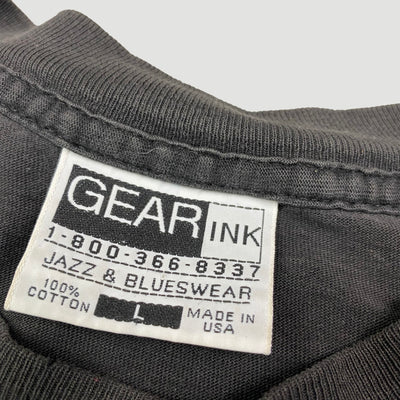 GEAR INK
1-800-366-8337
JAZZ & BLUESWEAR
100% COTTON L MADE IN USA